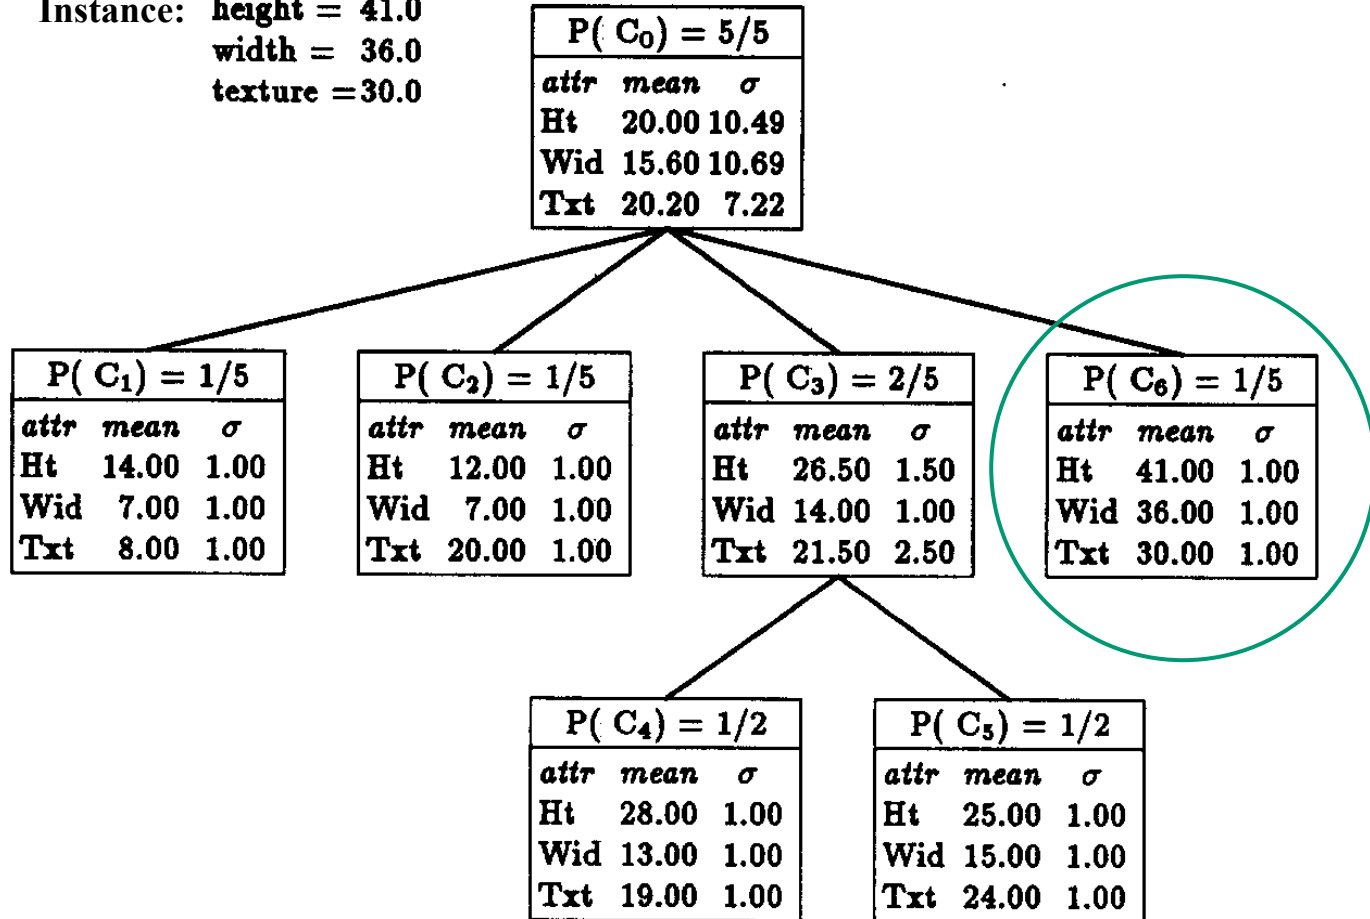 Instance: height = 41.0
width = 36.0
texture =30.0
P( C₀) = 5/5
attr mean σ
Ht 20.00 10.49
Wid 15.60 10.69
Txt 20.20 7.22
P( C₁) = 1/5
attr mean σ
Ht 14.00 1.00
Wid 7.00 1.00
Txt 8.00 1.00
P( C₂) = 1/5
attr mean σ
Ht 12.00 1.00
Wid 7.00 1.00
Txt 20.00 1.00
P( C₃) = 2/5
attr mean σ
Ht 26.50 1.50
Wid 14.00 1.00
Txt 21.50 2.50
P( C₆) = 1/5
attr mean σ
Ht 41.00 1.00
Wid 36.00 1.00
Txt 30.00 1.00
P( C₄) = 1/2
attr mean σ
Ht 28.00 1.00
Wid 13.00 1.00
Txt 19.00 1.00
P( C₅) = 1/2
attr mean σ
Ht 25.00 1.00
Wid 15.00 1.00
Txt 24.00 1.00